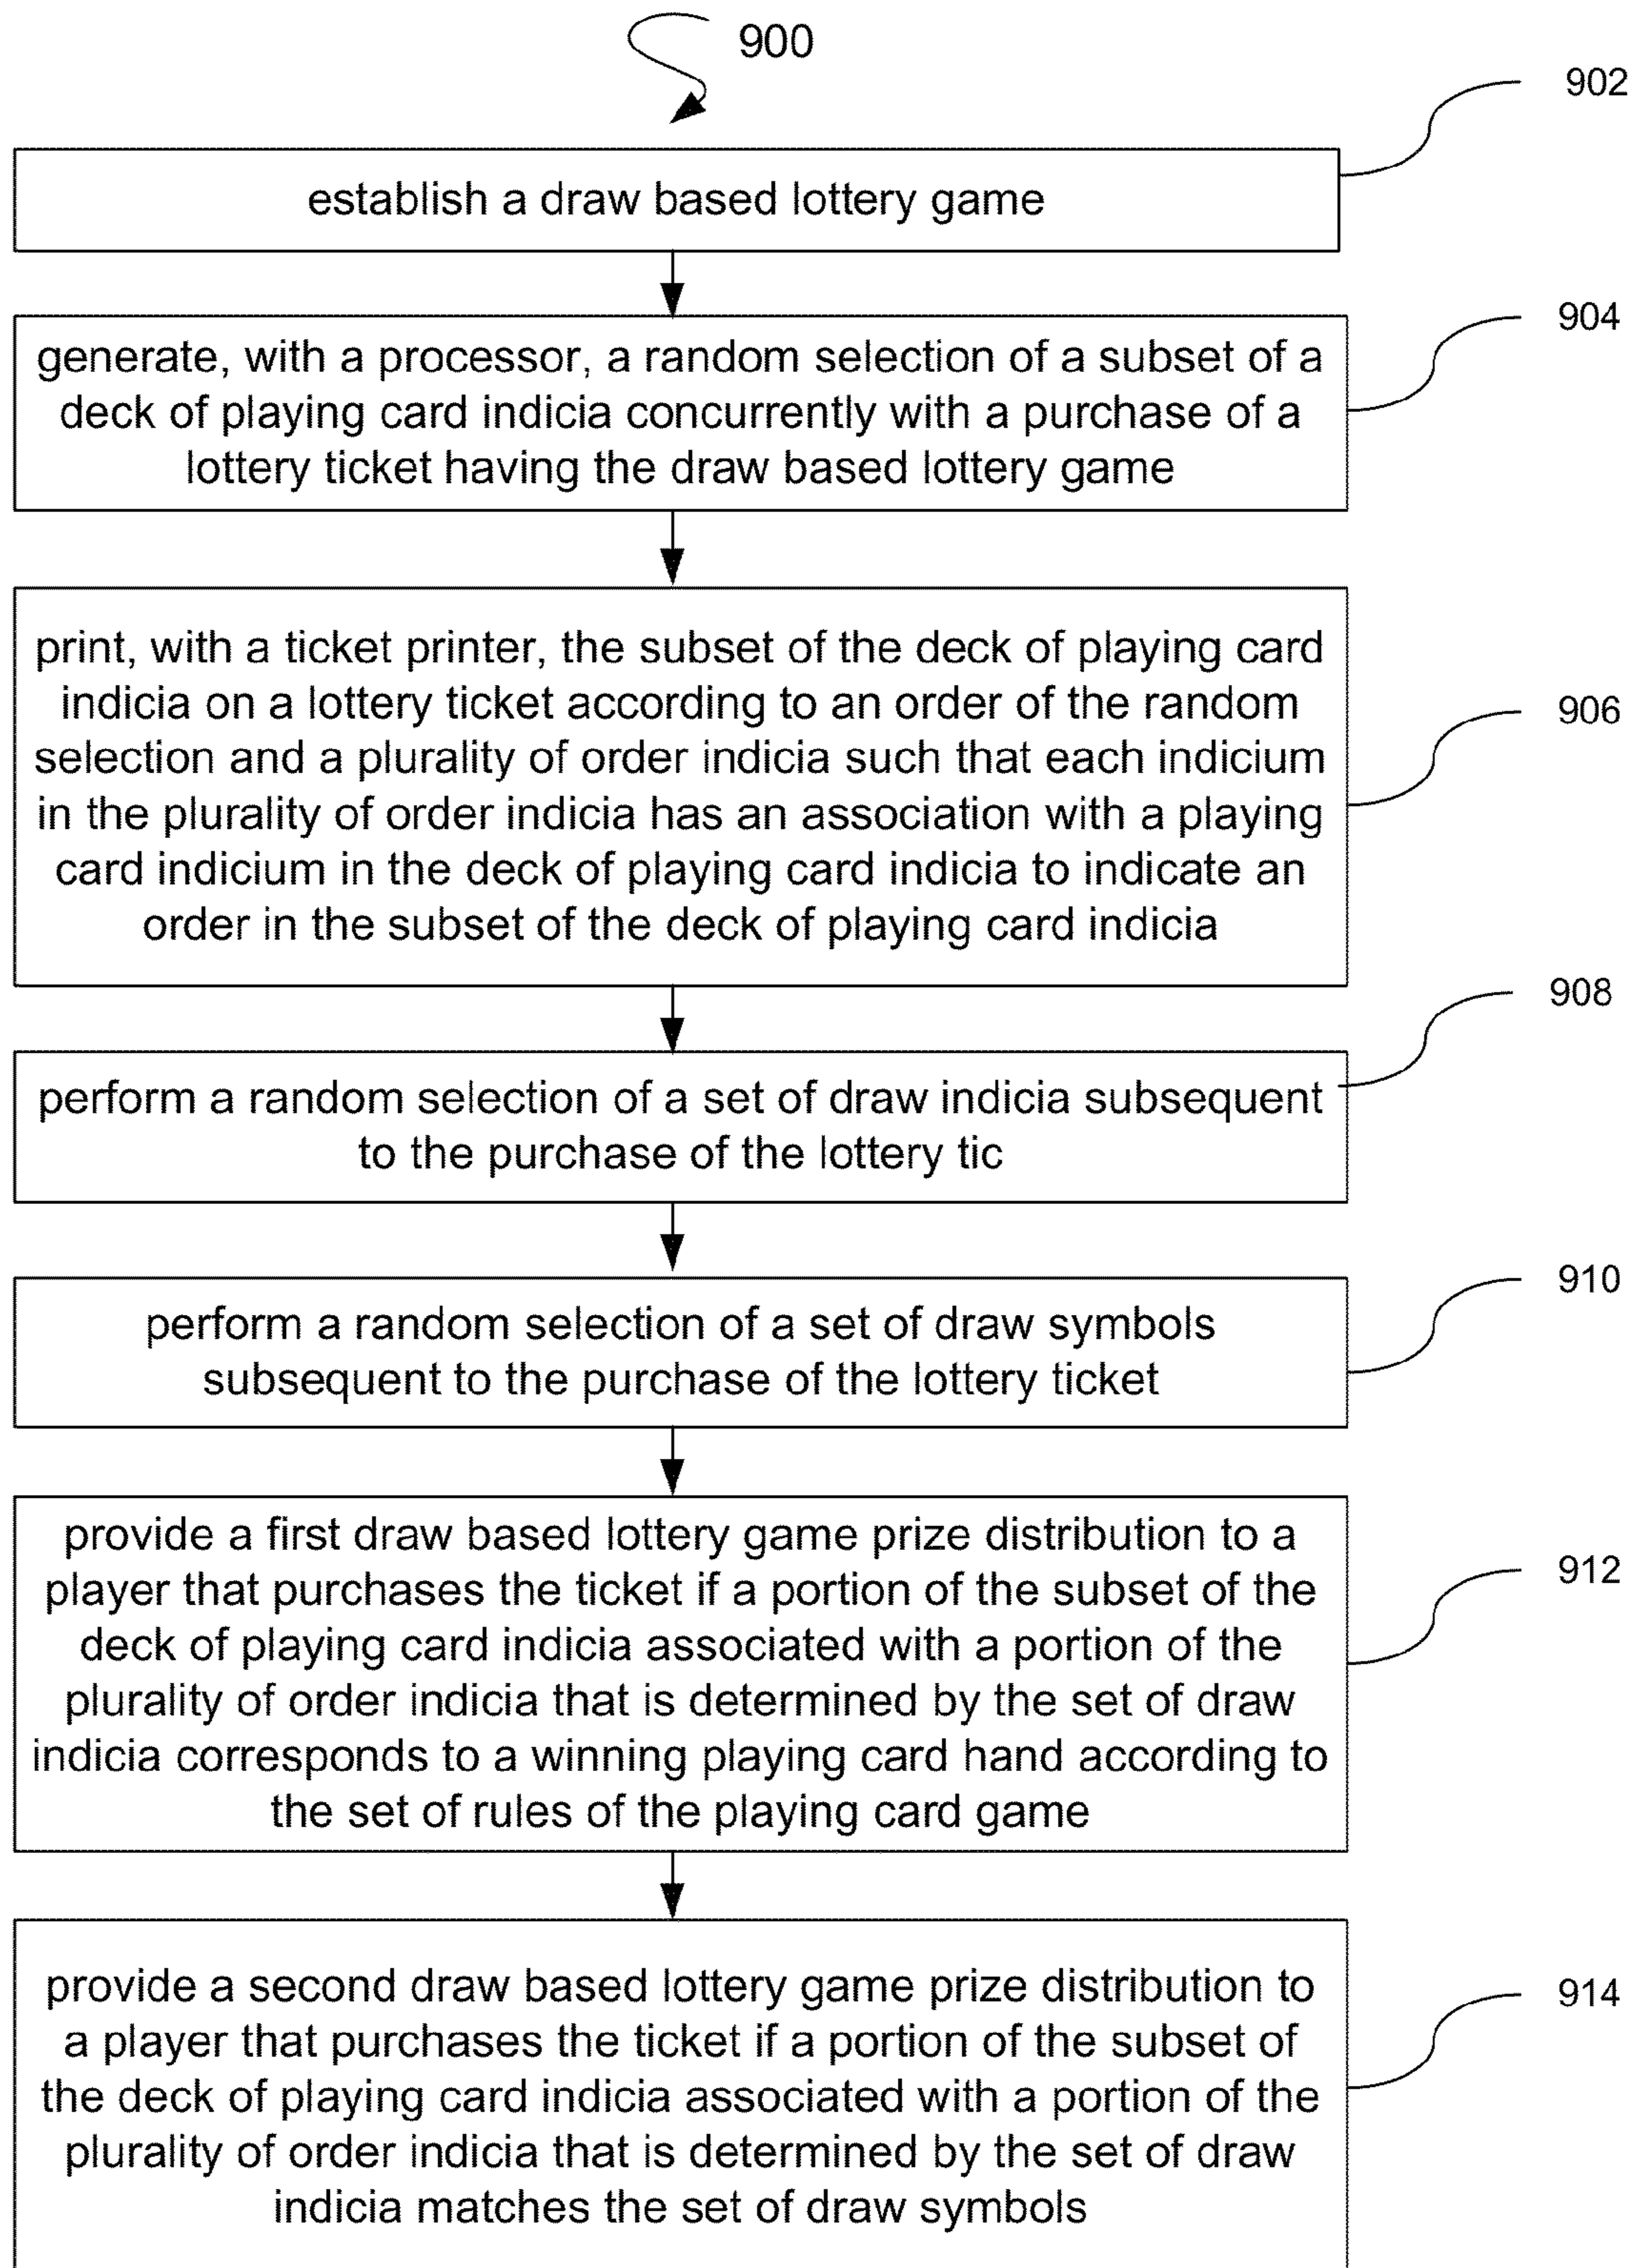 900
902
establish a draw based lottery game
904
generate, with a processor, a random selection of a subset of a
deck of playing card indicia concurrently with a purchase of a
lottery ticket having the draw based lottery game
906
print, with a ticket printer, the subset of the deck of playing card
indicia on a lottery ticket according to an order of the random
selection and a plurality of order indicia such that each indicium
in the plurality of order indicia has an association with a playing
card indicium in the deck of playing card indicia to indicate an
order in the subset of the deck of playing card indicia
908
perform a random selection of a set of draw indicia subsequent
to the purchase of the lottery tic
910
perform a random selection of a set of draw symbols
subsequent to the purchase of the lottery ticket
912
provide a first draw based lottery game prize distribution to a
player that purchases the ticket if a portion of the subset of the
deck of playing card indicia associated with a portion of the
plurality of order indicia that is determined by the set of draw
indicia corresponds to a winning playing card hand according to
the set of rules of the playing card game
914
provide a second draw based lottery game prize distribution to
a player that purchases the ticket if a portion of the subset of
the deck of playing card indicia associated with a portion of the
plurality of order indicia that is determined by the set of draw
indicia matches the set of draw symbols